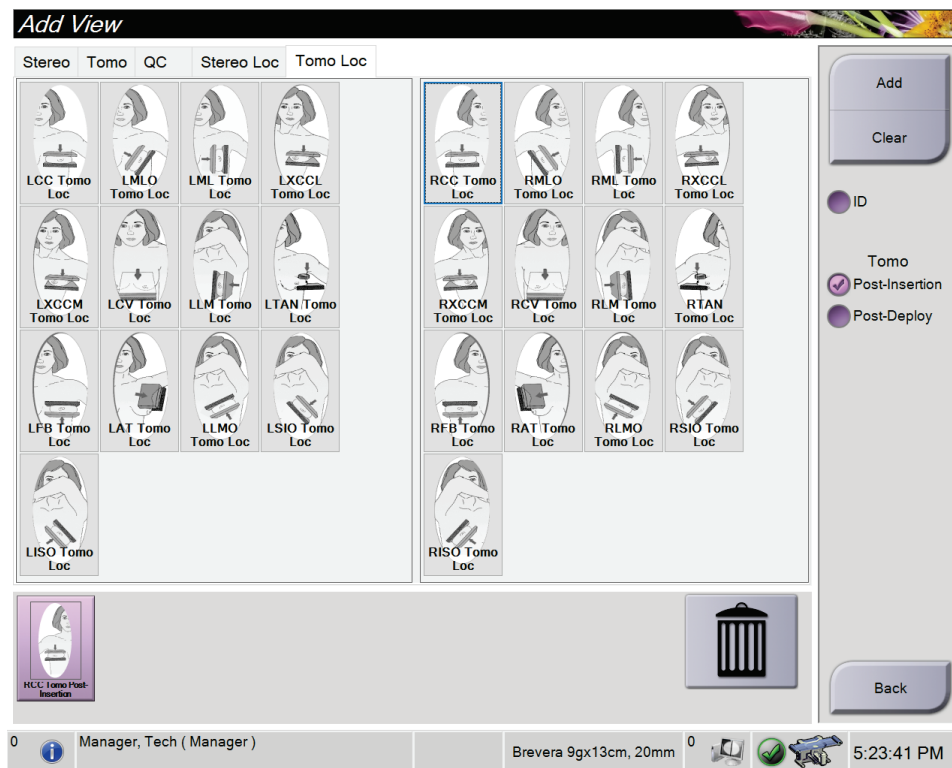 Add View
Stereo
Tomo
QC
Stereo Loc
Tomo Loc
LCC Tomo
Loc
LMLO
Tomo Loc
LML Tomo
Loc
LXCCL
Tomo Loc
RCC Tomo
Loc
RMLO
Tomo Loc
RML Tomo
Loc
RXCCL
Tomo Loc
LXCCM
Tomo Loc
LCV Tomo
Loc
LLM Tomo
Loc
LTAN Tomo
Loc
RXCCM
Tomo Loc
RCV Tomo
Loc
RLM Tomo
Loc
RTAN
Tomo Loc
LFB Tomo
Loc
LAT Tomo
Loc
LLMO
Tomo Loc
LSIO Tomo
Loc
RFB Tomo
Loc
RAT Tomo
Loc
RLMO
Tomo Loc
RSIO Tomo
Loc
LISO Tomo
Loc
RISO Tomo
Loc
Add
Clear
ID
Tomo
Post-Insertion
Post-Deploy
RCC Tomo Post-
Insertion
Back
0
Manager, Tech ( Manager )
Brevera 9gx13cm, 20mm
0
5:23:41 PM